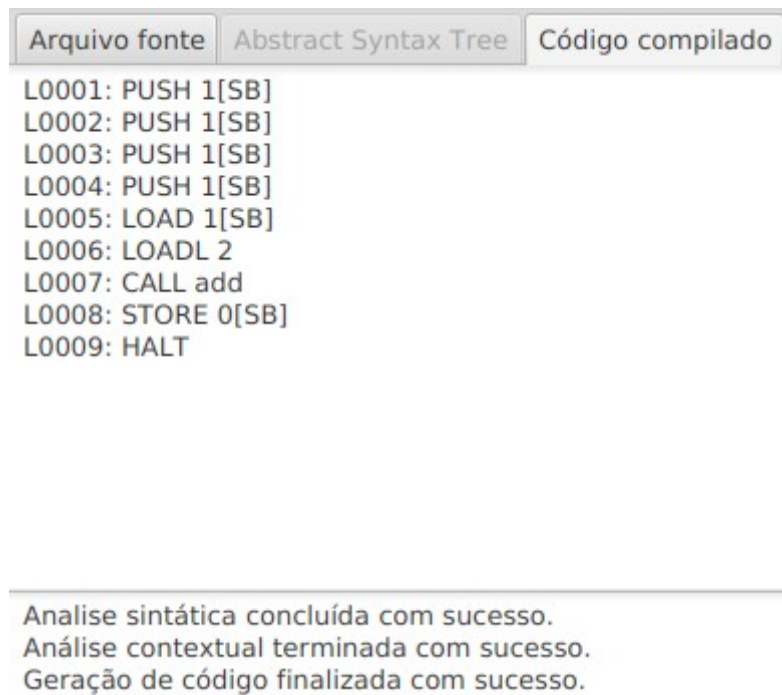 Arquivo fonte Abstract Syntax Tree Código compilado
L0001: PUSH 1[SB]
L0002: PUSH 1[SB]
L0003: PUSH 1[SB]
L0004: PUSH 1[SB]
L0005: LOAD 1[SB]
L0006: LOADL 2
L0007: CALL add
L0008: STORE 0[SB]
L0009: HALT
Analise sintática concluída com sucesso.
Análise contextual terminada com sucesso.
Geração de código finalizada com sucesso.